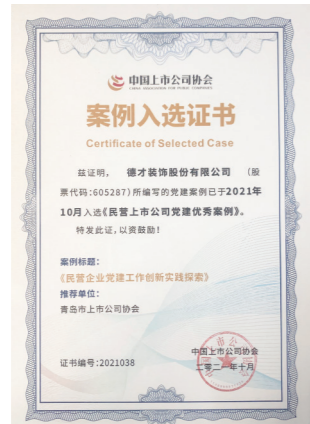 中国上市公司协会
CHINA ASSOCIATION FOR PUBLIC COMPANIES
案例入选证书
Certificate of Selected Case
兹证明，德才装饰股份有限公司（股
票代码:605287）所编写的党建案例已于2021年
10月入选《民营上市公司党建优秀案例》。
特发此证，以资鼓励！
案例标题：
《民营企业党建工作创新实践探索》
推荐单位：
青岛市上市公司协会
中国上市公司协会
证书编号:2021038
二零二一年十月